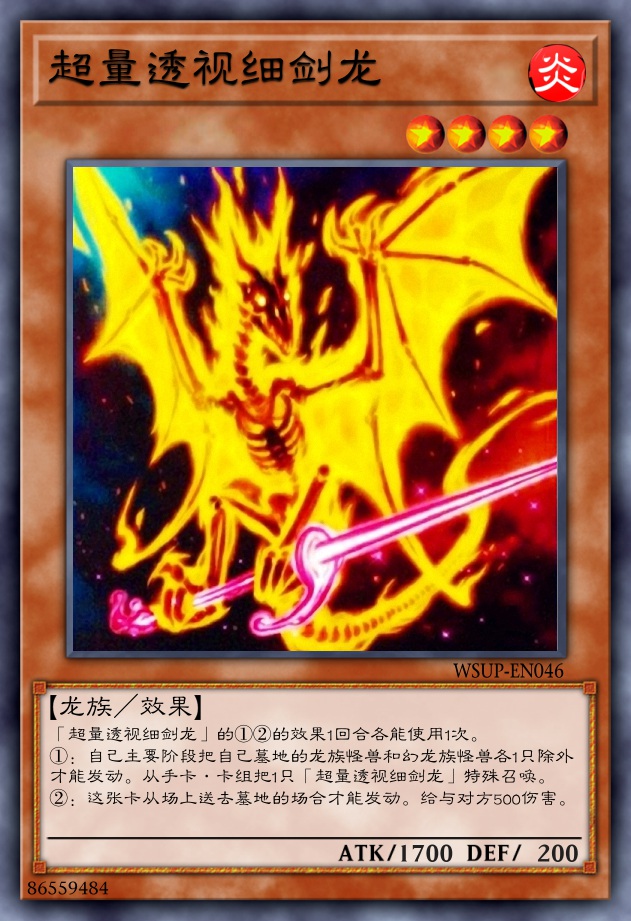 超量透视细剑龙
炎
WSUP-EN046
【龙族／效果】
「超量透视细剑龙」的①②的效果1回合各能使用1次。
①：自己主要阶段把自己墓地的龙族怪兽和幻龙族怪兽各1只除外
才能发动。从手卡·卡组把1只「超量透视细剑龙」特殊召唤。
②：这张卡从场上送去墓地的场合才能发动。给与对方500伤害。
ATK/1700 DEF/ 200
86559484